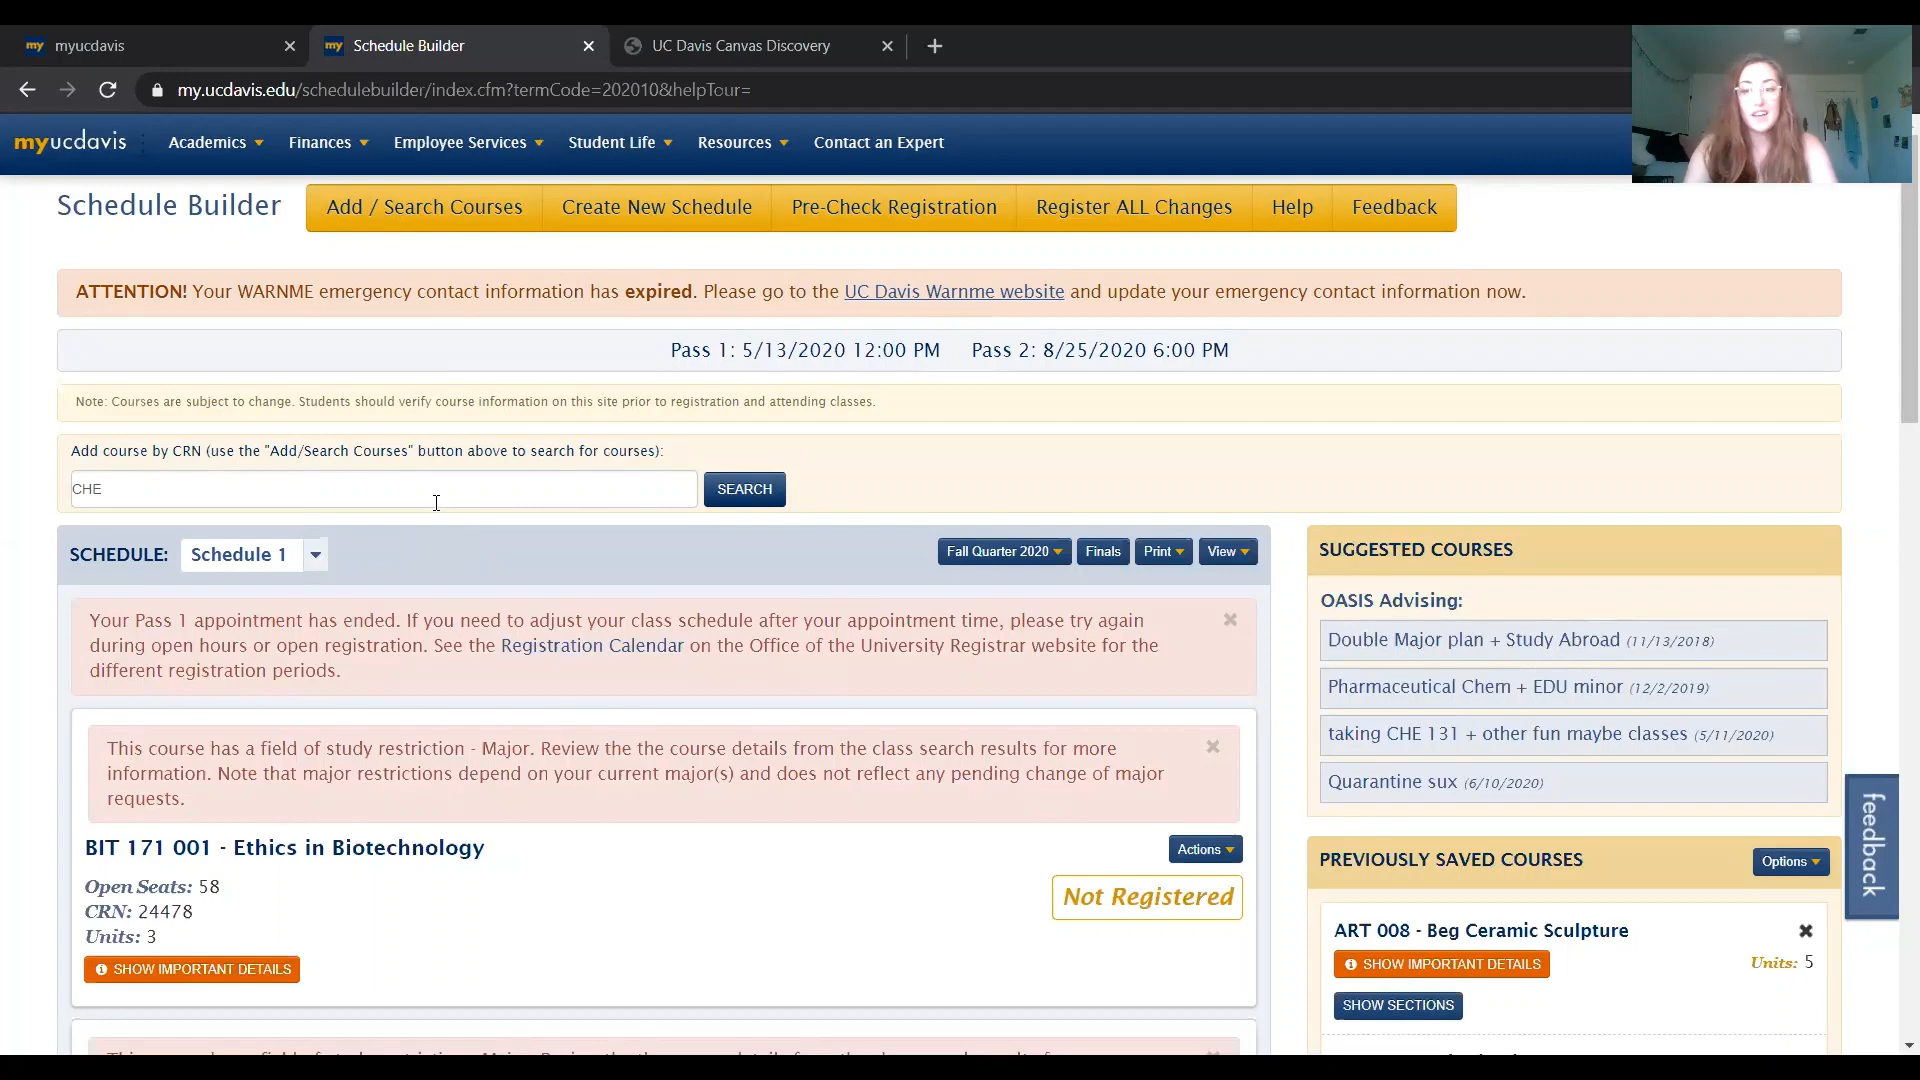 myucdavis
Schedule Builder
UC Davis Canvas Discovery
my.ucdavis.edu/schedulebuilder/index.cfm?termCode=202010&helpTour=
myucdavis Academics Finances Employee Services Student Life Resources Contact an Expert
Schedule Builder
Add / Search Courses Create New Schedule Pre-Check Registration Register ALL Changes Help Feedback
ATTENTION! Your WARNME emergency contact information has expired. Please go to the UC Davis Warnme website and update your emergency contact information now.
Pass 1: 5/13/2020 12:00 PM Pass 2: 8/25/2020 6:00 PM
Note: Courses are subject to change. Students should verify course information on this site prior to registration and attending classes.
Add course by CRN (use the "Add/Search Courses" button above to search for courses):
CHE
SEARCH
SCHEDULE: Schedule 1
Fall Quarter 2020 Finals Print View
Your Pass 1 appointment has ended. If you need to adjust your class schedule after your appointment time, please try again
during open hours or open registration. See the Registration Calendar on the Office of the University Registrar website for the
different registration periods.
This course has a field of study restriction - Major. Review the the course details from the class search results for more
information. Note that major restrictions depend on your current major(s) and does not reflect any pending change of major
requests.
BIT 171 001 - Ethics in Biotechnology
Actions
Open Seats: 58
Not Registered
CRN: 24478
Units: 3
SHOW IMPORTANT DETAILS
SUGGESTED COURSES
OASIS Advising:
Double Major plan + Study Abroad (11/13/2018)
Pharmaceutical Chem + EDU minor (12/2/2019)
taking CHE 131 + other fun maybe classes (5/11/2020)
Quarantine sux (6/10/2020)
PREVIOUSLY SAVED COURSES
Options
ART 008 - Beg Ceramic Sculpture
SHOW IMPORTANT DETAILS
Units: 5
SHOW SECTIONS
feedback